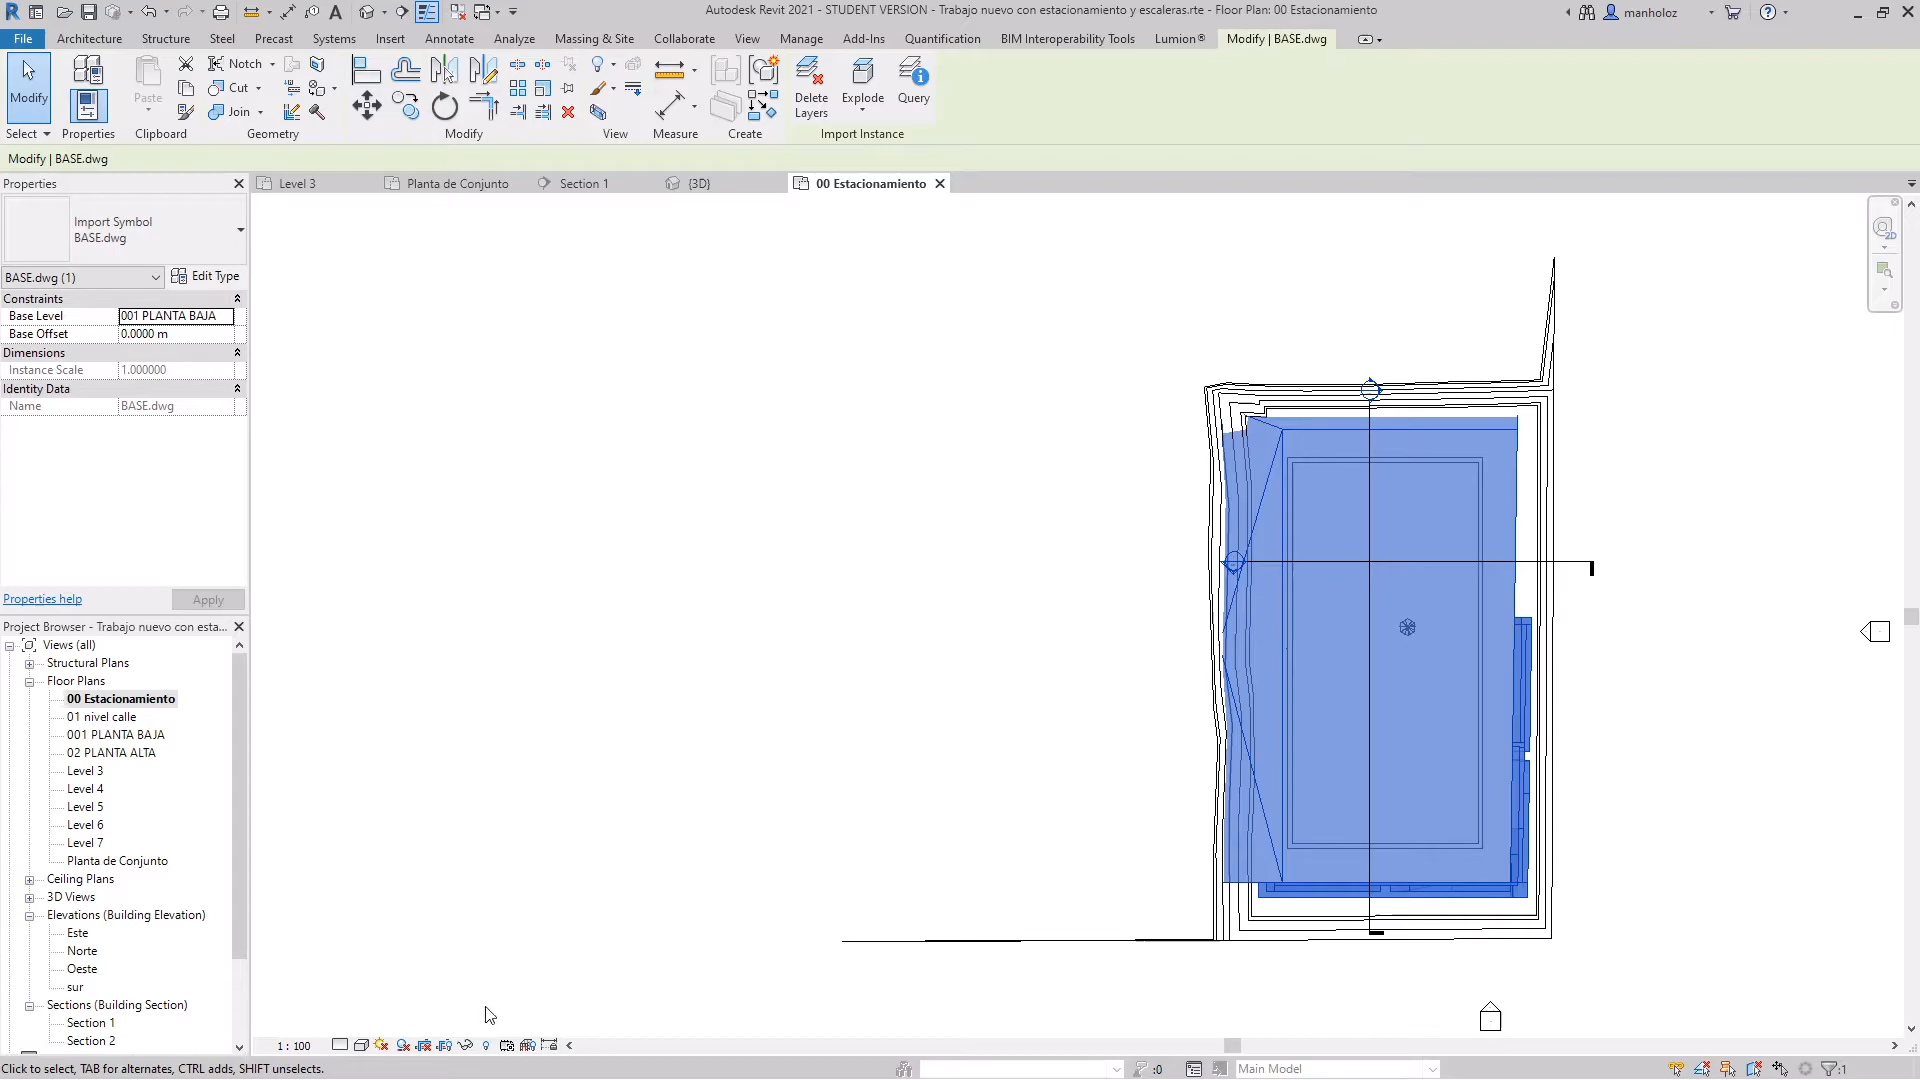 Autodesk Revit 2021 - STUDENT VERSION - Trabajo nuevo con estacionamiento y escaleras.rte - Floor Plan: 00 Estacionamiento
manholoz
File
Architecture
Structure
Steel
Precast
Systems
Insert
Annotate
Analyze
Massing & Site
Collaborate
View
Manage
Add-Ins
Quantification
BIM Interoperability Tools
Lumion®
Modify | BASE.dwg
Modify
Paste
Notch
Cut
Join
Delete Layers
Explode
Query
Select
Properties
Clipboard
Geometry
Modify
View
Measure
Create
Import Instance
Modify | BASE.dwg
Properties
Import Symbol
BASE.dwg
BASE.dwg (1)
Edit Type
Constraints
Base Level 001 PLANTA BAJA
Base Offset 0.0000 m
Dimensions
Instance Scale 1.000000
Identity Data
Name BASE.dwg
Properties help
Apply
Level 3
Planta de Conjunto
Section 1
{3D}
00 Estacionamiento
2D
Project Browser - Trabajo nuevo con esta...
Views (all)
Structural Plans
Floor Plans
00 Estacionamiento
01 nivel calle
001 PLANTA BAJA
02 PLANTA ALTA
Level 3
Level 4
Level 5
Level 6
Level 7
Planta de Conjunto
Ceiling Plans
3D Views
Elevations (Building Elevation)
Este
Norte
Oeste
sur
Sections (Building Section)
Section 1
Section 2
1 : 100
Click to select, TAB for alternates, CTRL adds, SHIFT unselects.
:0
Main Model
:1